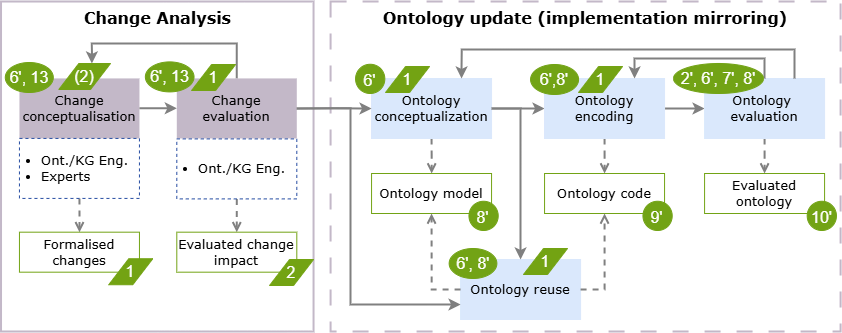 Change Analysis
Ontology update (implementation mirroring)
6', 13
(2)
6', 13
1
6'
1
6',8'
1
2', 6', 7', 8'
Change
conceptualisation
Change
evaluation
Ontology
conceptualization
Ontology
encoding
Ontology
evaluation
• Ont./KG Eng.
• Experts
• Ont./KG Eng.
Ontology model
8'
Ontology code
9'
Evaluated
ontology
10'
Formalised
changes
1
Evaluated change
impact
2
6', 8'
1
Ontology reuse